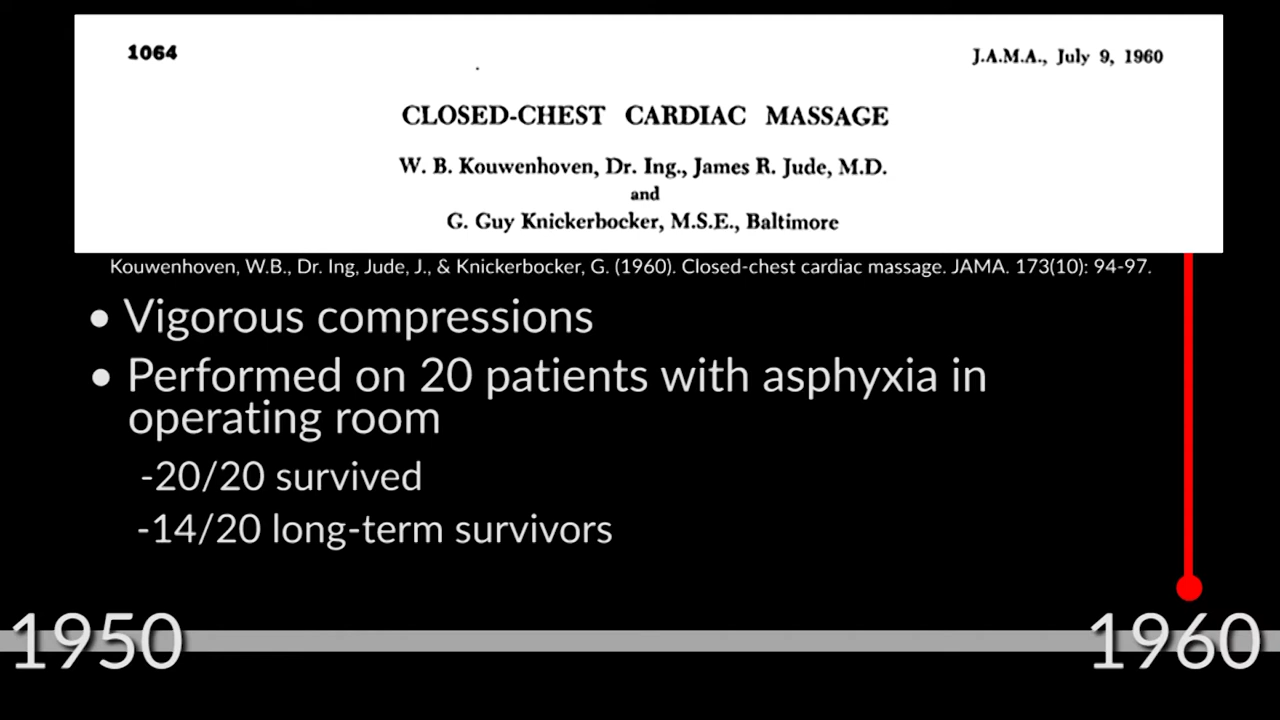 1064 J.A.M.A., July 9, 1960
CLOSED-CHEST CARDIAC MASSAGE
W. B. Kouwenhoven, Dr. Ing., James R. Jude, M.D.
and
G. Guy Knickerbocker, M.S.E., Baltimore
Kouwenhoven, W.B., Dr. Ing, Jude, J., & Knickerbocker, G. (1960). Closed-chest cardiac massage. JAMA. 173(10): 94-97.
• Vigorous compressions
• Performed on 20 patients with asphyxia in
operating room
-20/20 survived
-14/20 long-term survivors
1950 1960